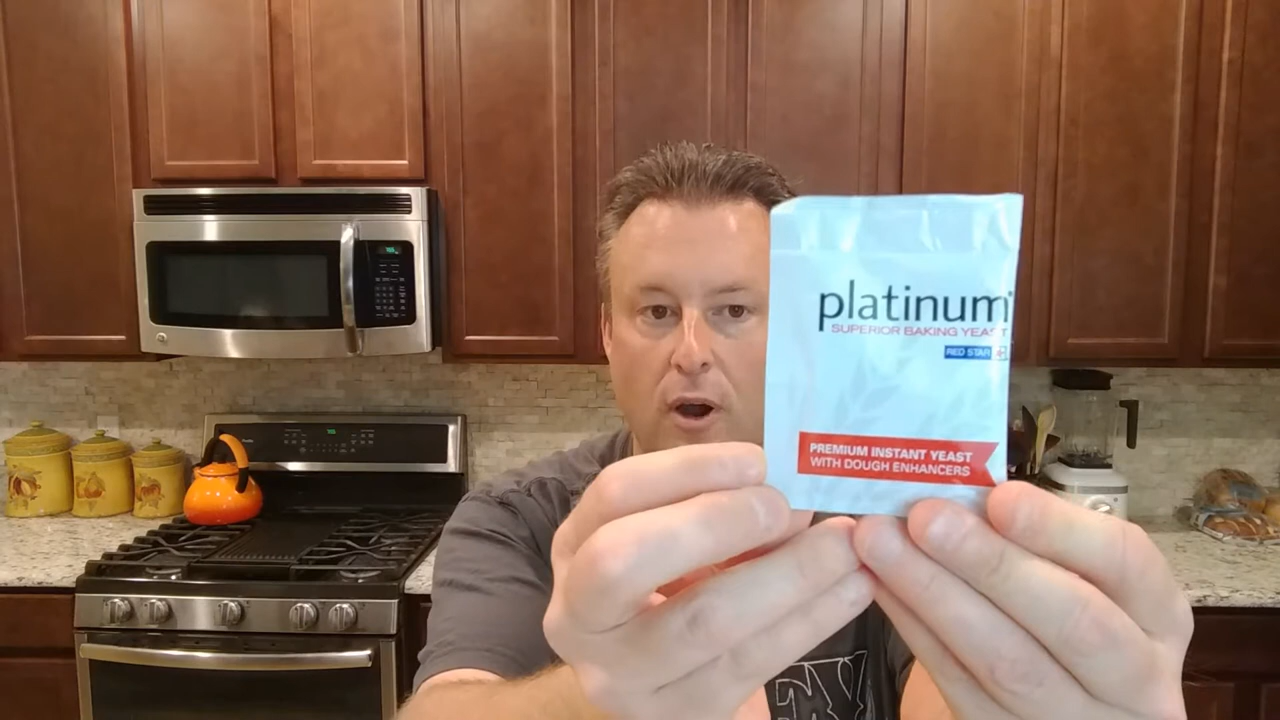 platinum
SUPERIOR BAKING YEAST
RED STAR
PREMIUM INSTANT YEAST
WITH DOUGH ENHANCERS